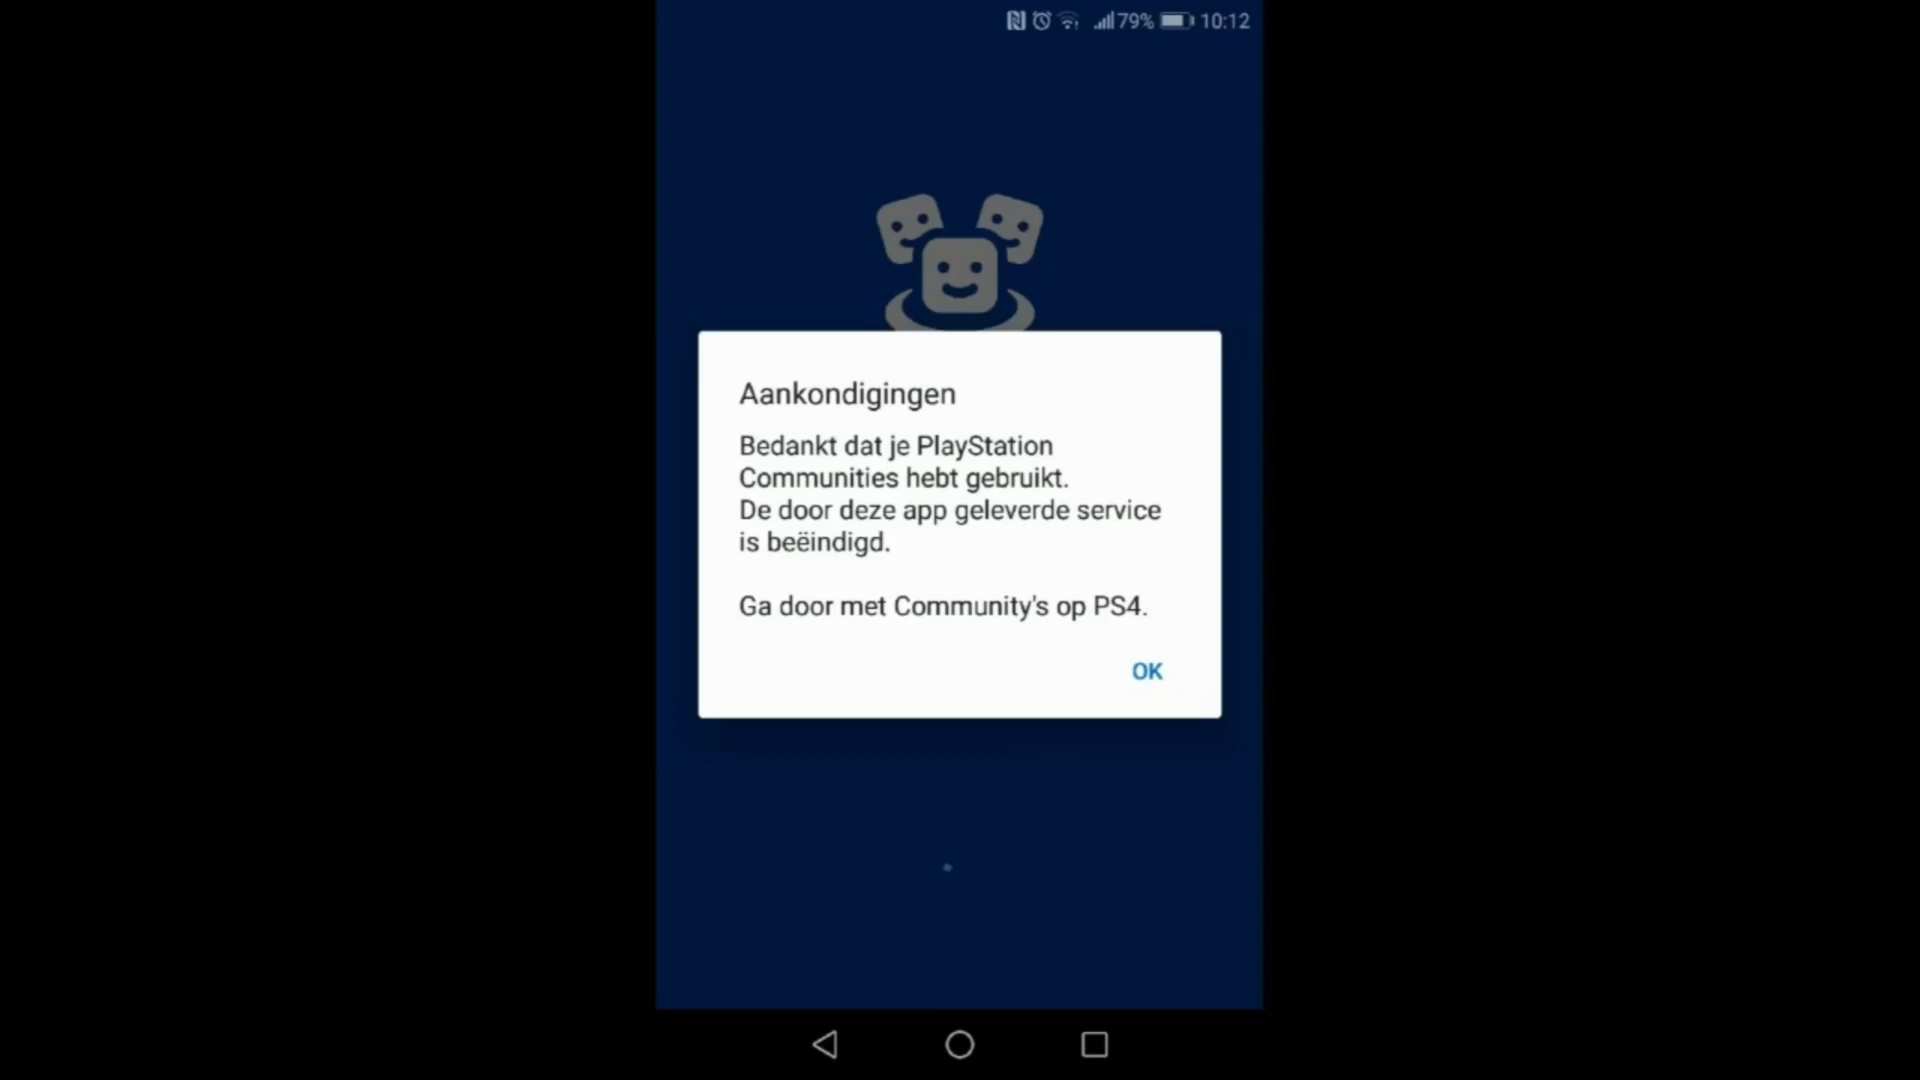 79% 10:12
Aankondigingen
Bedankt dat je PlayStation
Communities hebt gebruikt.
De door deze app geleverde service
is beëindigd.
Ga door met Community's op PS4.
OK